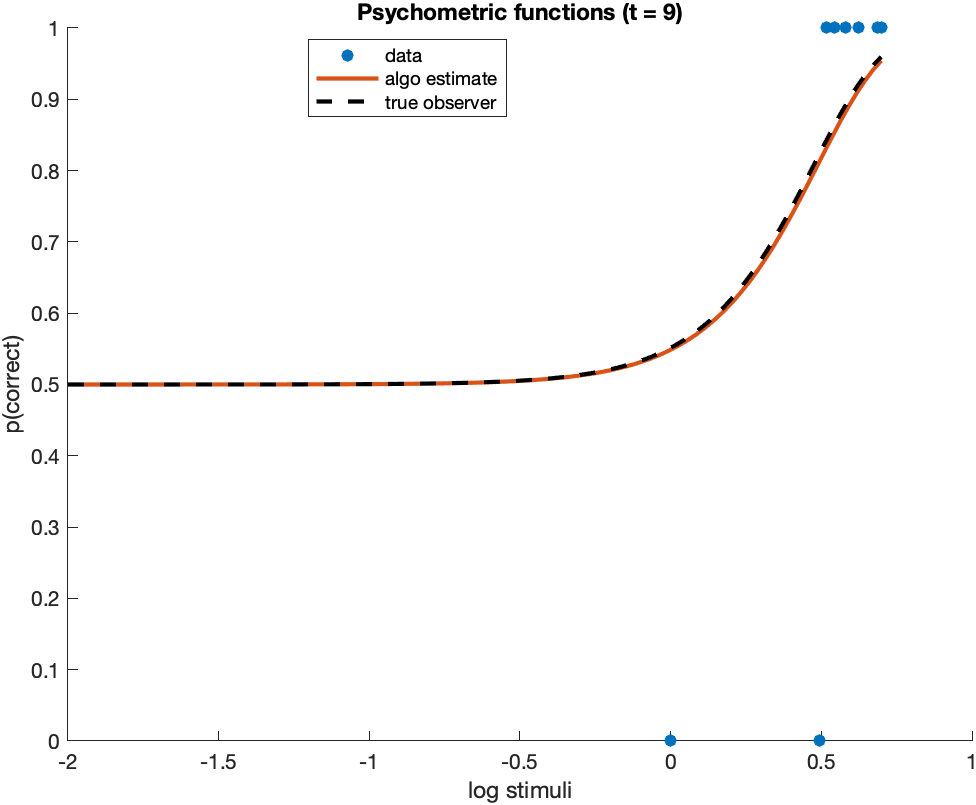 Psychometric functions (t = 9)
data
algo estimate
true observer
1
0.9
0.8
0.7
0.6
0.5
0.4
0.3
0.2
0.1
0
p(correct)
-2 -1.5 -1 -0.5 0 0.5 1
log stimuli